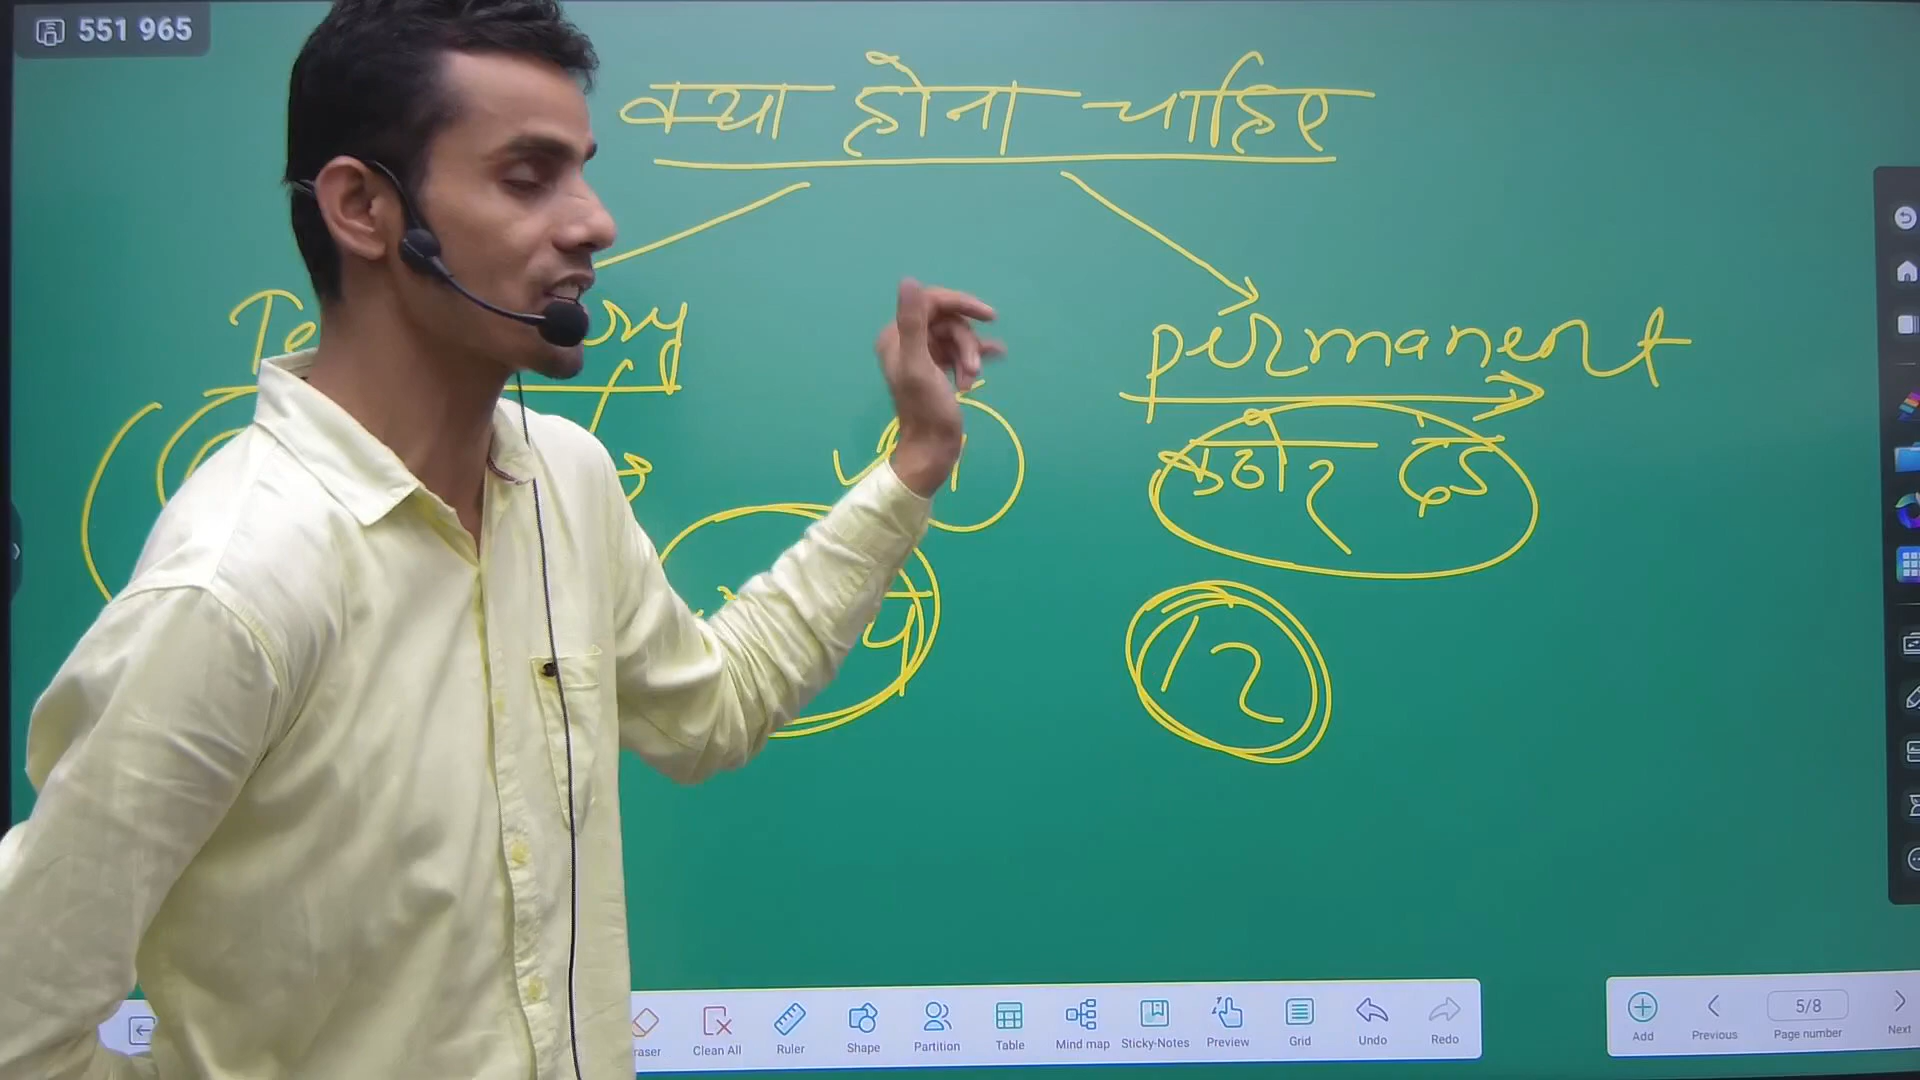 551 965
क्या होना चाहिए
permanent
कठोर दंड
12
Clean All
Ruler
Shape
Partition
Table
Mind map
Sticky-Notes
Preview
Grid
Undo
Redo
Add
Previous
5/8
Page number
Next